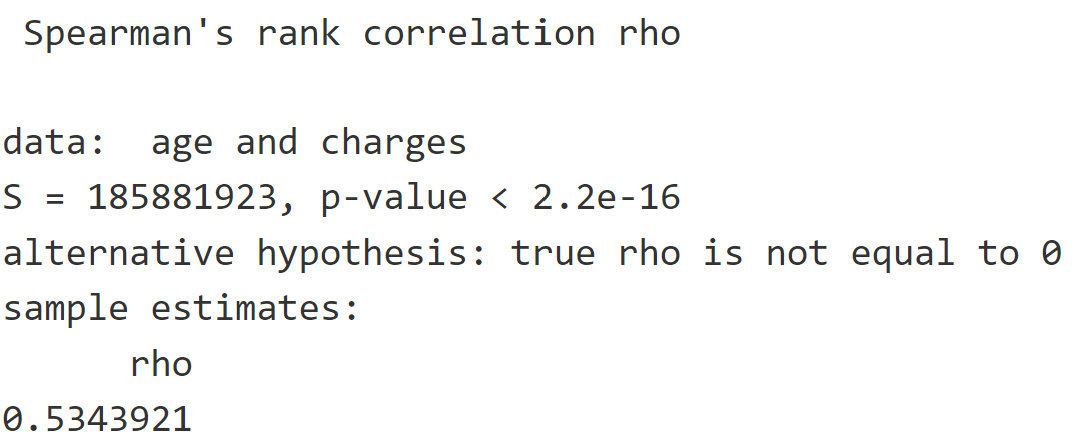 Spearman's rank correlation rho
data:  age and charges
S = 185881923, p-value < 2.2e-16
alternative hypothesis: true rho is not equal to 0
sample estimates:
rho
0.5343921